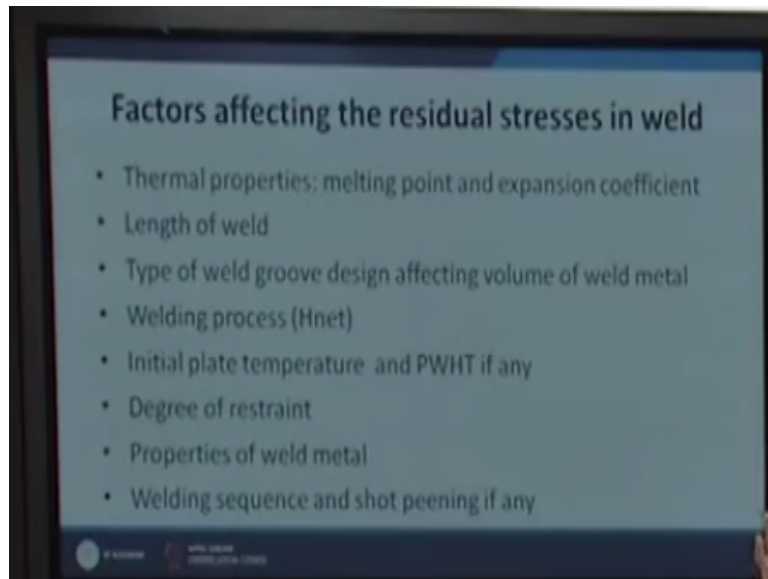 Factors affecting the residual stresses in weld
• Thermal properties: melting point and expansion coefficient
• Length of weld
• Type of weld groove design affecting volume of weld metal
• Welding process (Hnet)
• Initial plate temperature and PWHT if any
• Degree of restraint
• Properties of weld metal
• Welding sequence and shot peening if any